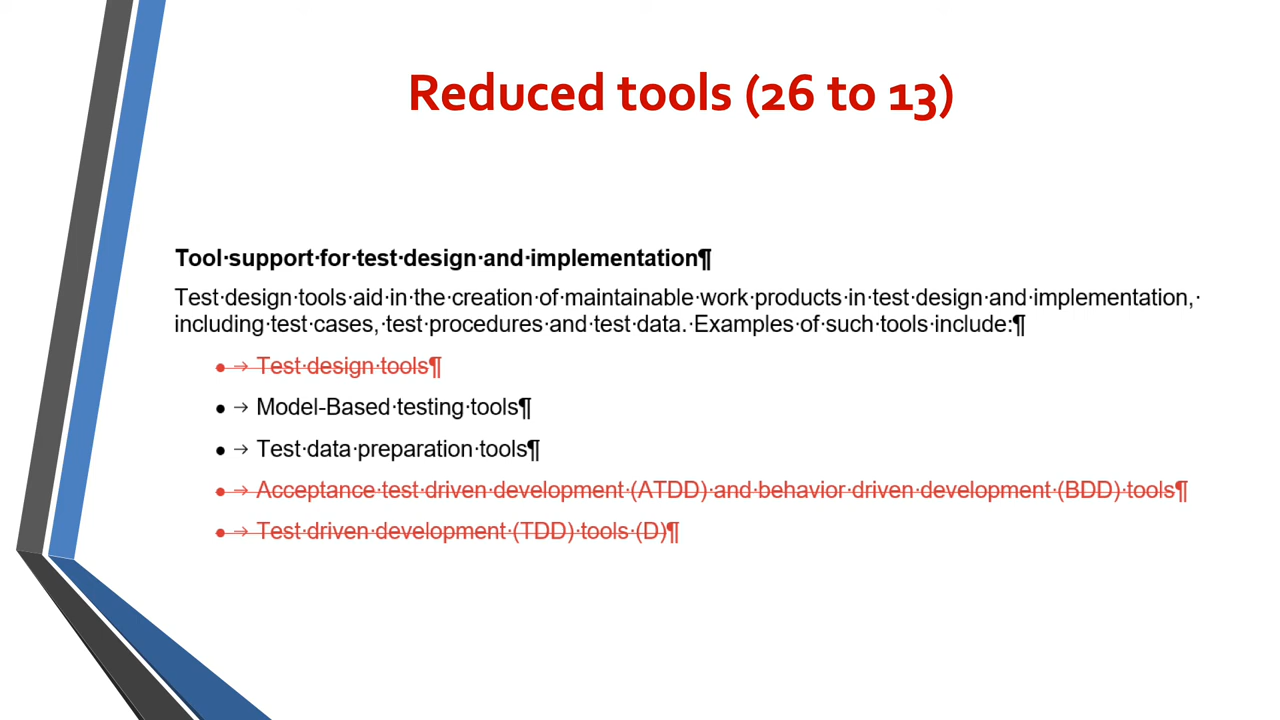 Reduced tools (26 to 13)
Tool·support·for·test·design·and·implementation¶
Test·design·tools·aid·in·the·creation·of·maintainable·work·products·in·test·design·and·implementation,·
including·test·cases,·test·procedures·and·test·data.·Examples·of·such·tools·include:¶
●→Test·design·tools¶
●→Model-Based·testing·tools¶
●→Test·data·preparation·tools¶
●→Acceptance·test·driven·development·(ATDD)·and·behavior·driven·development·(BDD)·tools¶
●→Test·driven·development·(TDD)·tools·(D)¶